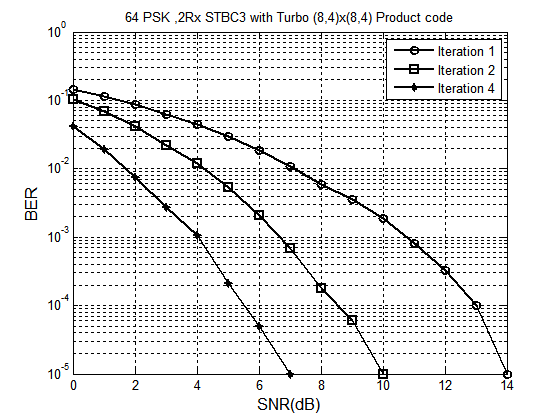 64 PSK ,2Rx STBC3 with Turbo (8,4)x(8,4) Product code
Iteration 1
Iteration 2
Iteration 4
BER
10^0
10^-1
10^-2
10^-3
10^-4
10^-5
0 2 4 6 8 10 12 14
SNR(dB)